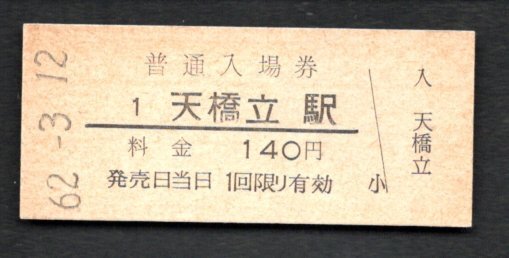 62-3.12
普通入場券
1 天橋立駅
料金 140円
発売日当日 1回限り有効
小
入 天橋立